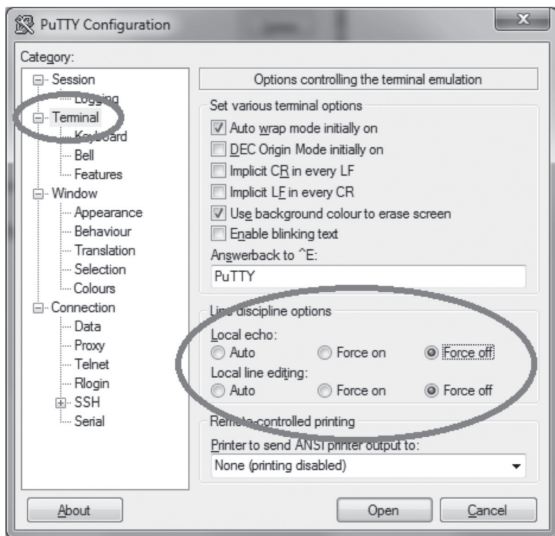 PuTTY Configuration
Category:
Session
Logging
Terminal
Keyboard
Bell
Features
Window
Appearance
Behaviour
Translation
Selection
Colours
Connection
Data
Proxy
Telnet
Rlogin
SSH
Serial
Options controlling the terminal emulation
Set various terminal options
Auto wrap mode initially on
DEC Origin Mode initially on
Implicit CR in every LF
Implicit LF in every CR
Use background colour to erase screen
Enable blinking text
Answerback to ^E:
PuTTY
Line discipline options
Local echo:
Auto Force on Force off
Local line editing:
Auto Force on Force off
Remote-controlled printing
Printer to send ANSI printer output to:
None (printing disabled)
About Open Cancel